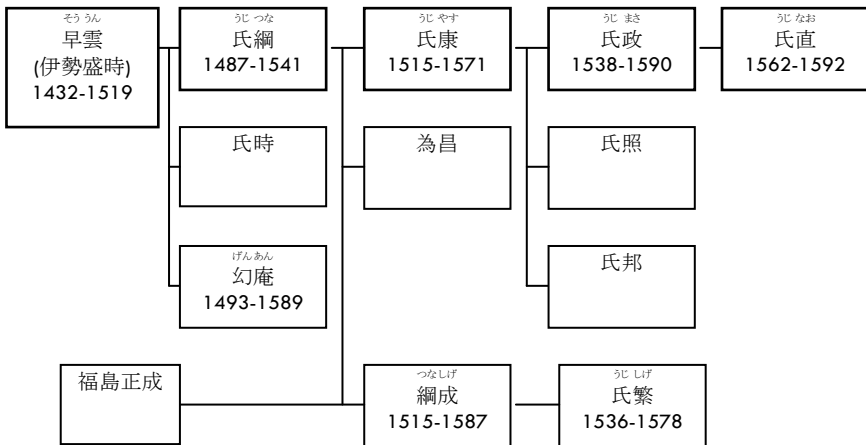 そううん
早雲
(伊勢盛時)
1432-1519
うじ つな
氏綱
1487-1541
うじ やす
氏康
1515-1571
うじ まさ
氏政
1538-1590
うじ なお
氏直
1562-1592
氏時
為昌
氏照
げんあん
幻庵
1493-1589
氏邦
福島正成
つなしげ
綱成
1515-1587
うじ しげ
氏繁
1536-1578